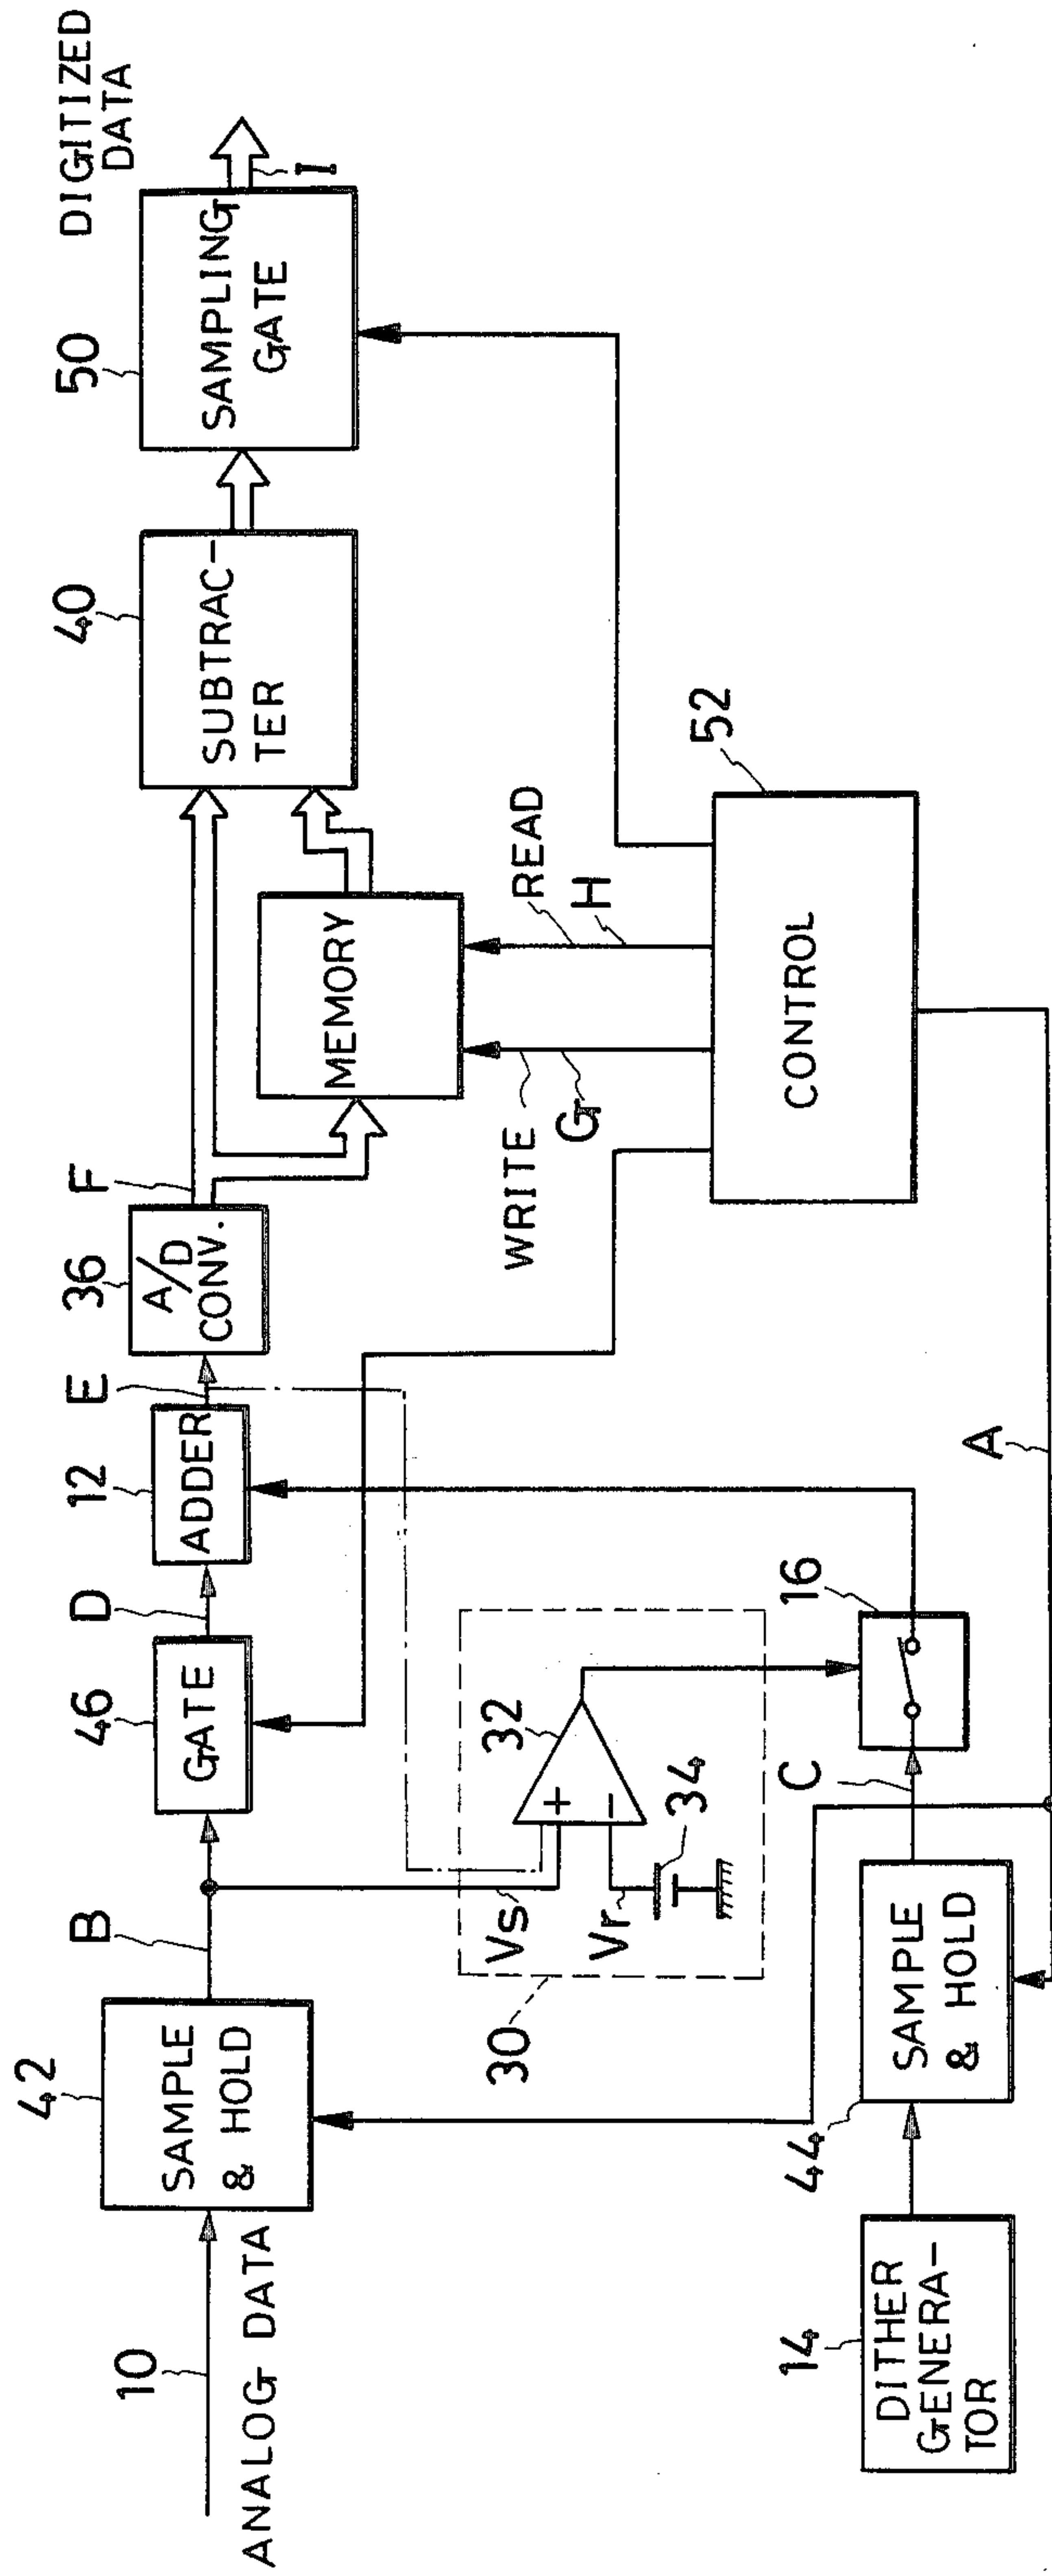 10
ANALOG DATA
42
SAMPLE
& HOLD
B
46
GATE
D
12
ADDER
E
36
A/D
CONV.
F
MEMORY
40
SUBTRAC-
TER
50
SAMPLING
GATE
I
DIGITIZED
DATA
Vs
Vr
32
+
-
34
30
WRITE
G
READ
H
52
CONTROL
14
DITHER
GENERA-
TOR
44
SAMPLE
& HOLD
C
16
A